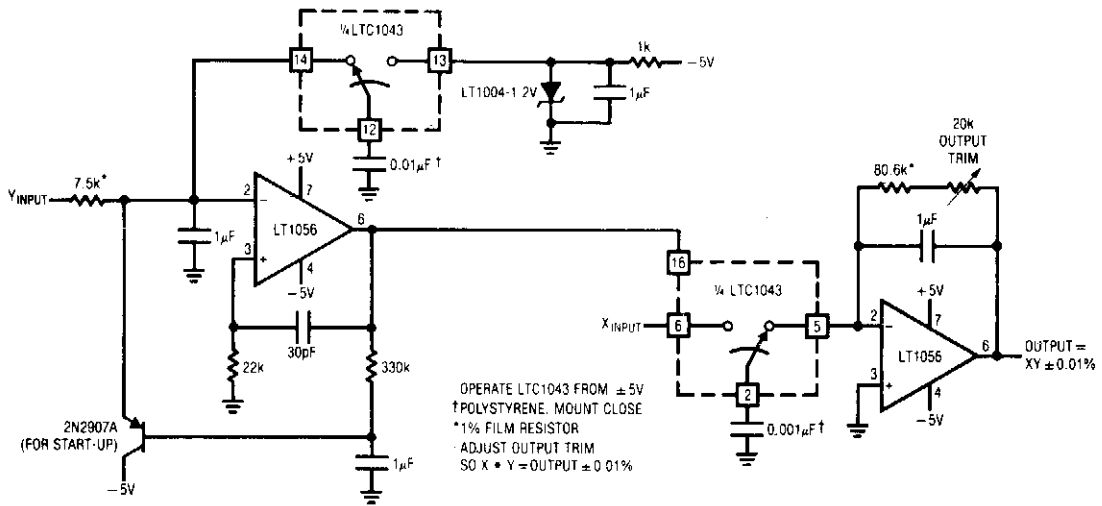 ¼ LTC1043
14
13
12
1k
−5V
LT1004-1 2V
1µF
0.01µF †
YINPUT
7.5k*
+5V
2
7
−
LT1056
6
3
+
4
−5V
1µF
30pF
22k
330k
2N2907A
(FOR START-UP)
−5V
1µF
16
¼ LTC1043
XINPUT
6
5
2
0.001µF †
20k
OUTPUT
TRIM
80.6k*
1µF
+5V
2
7
−
LT1056
6
3
+
4
−5V
OUTPUT =
XY ± 0.01%
OPERATE LTC1043 FROM ±5V
† POLYSTYRENE. MOUNT CLOSE
*1% FILM RESISTOR
ADJUST OUTPUT TRIM
SO X * Y = OUTPUT ± 0 01%